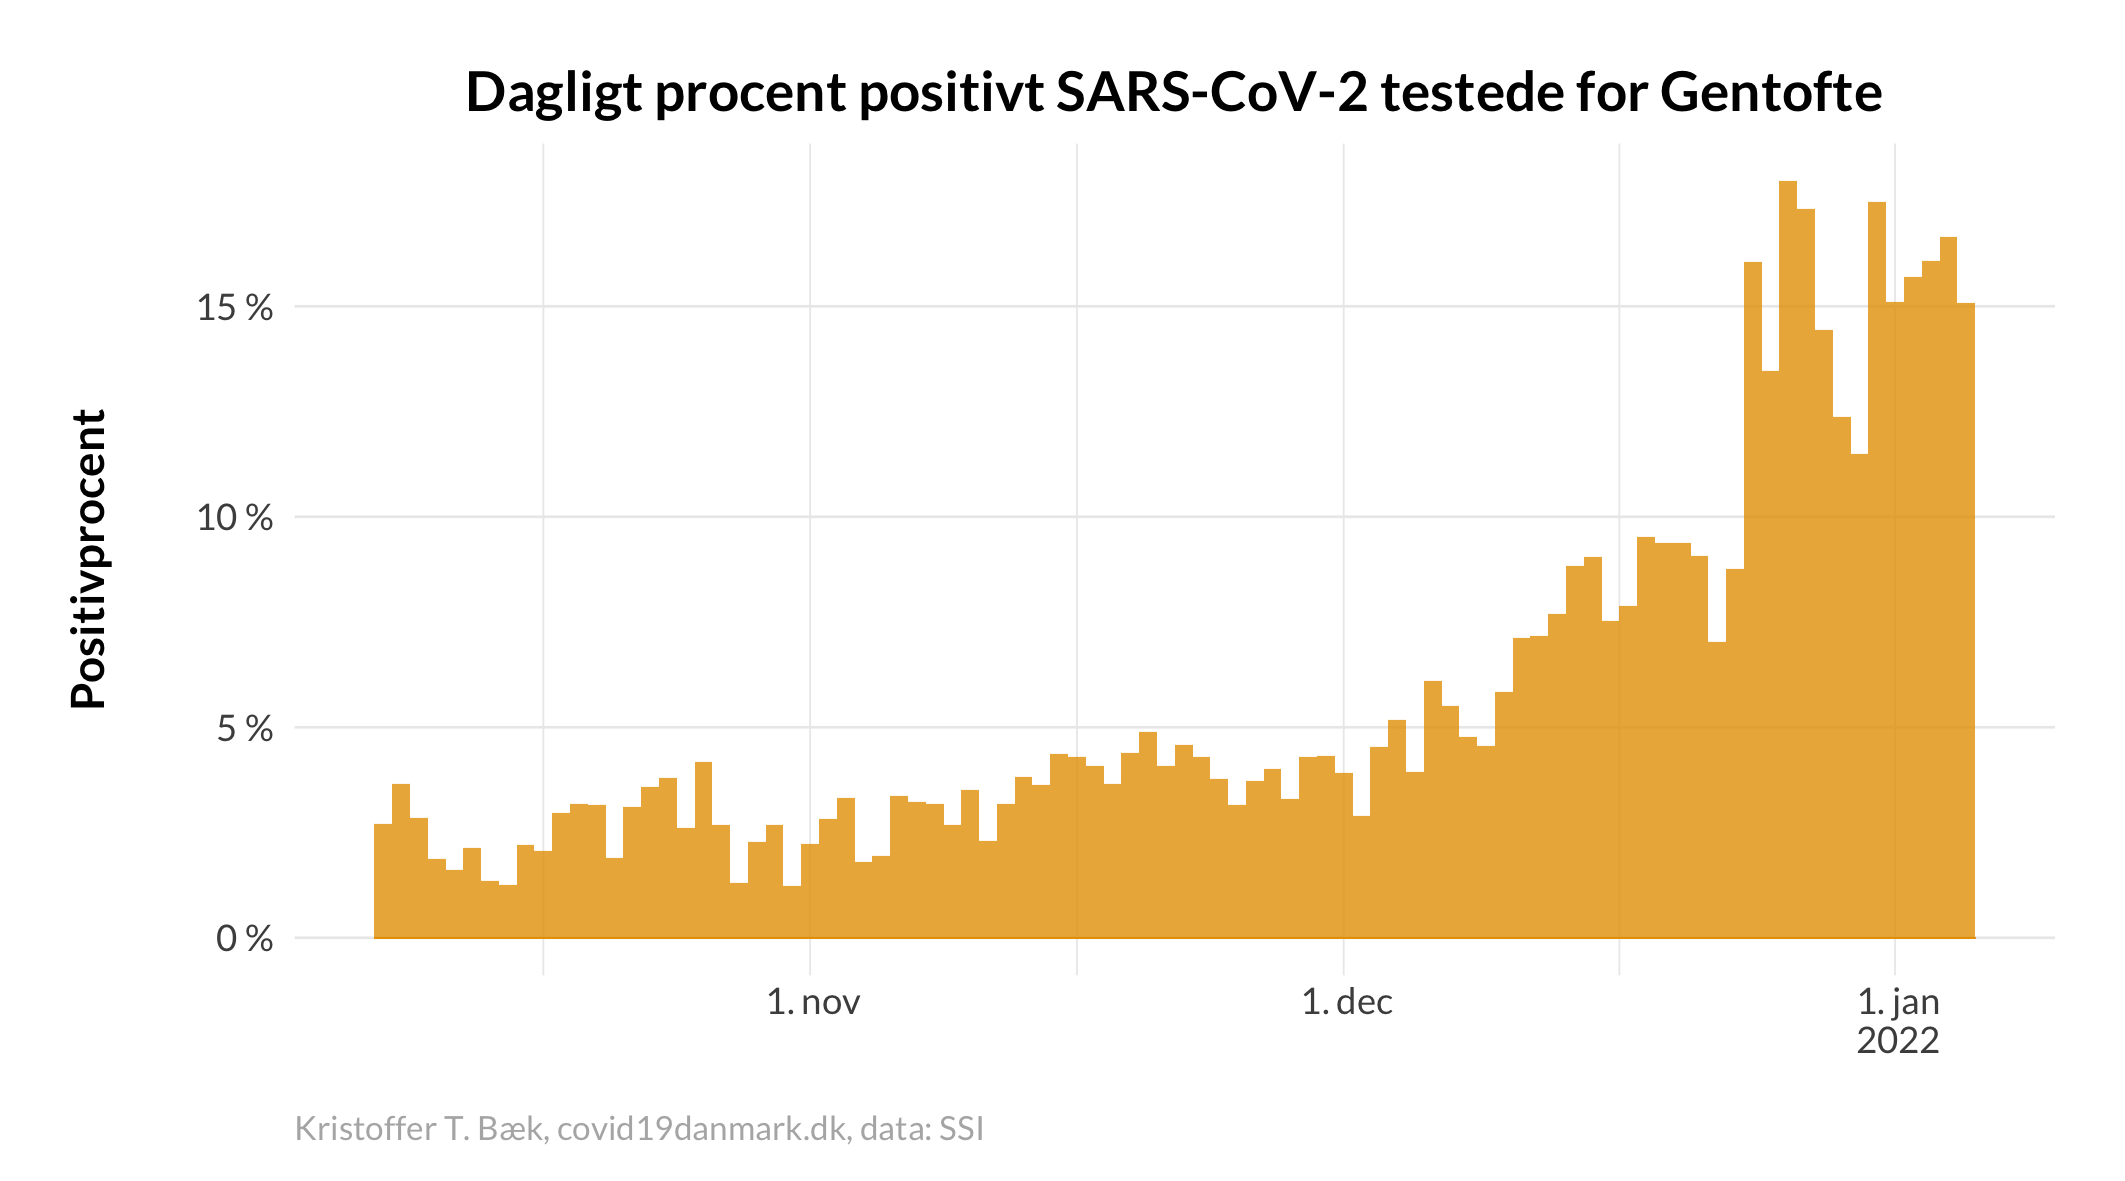 Dagligt procent positivt SARS-CoV-2 testede for Gentofte
Positivprocent
15 %
10 %
5 %
0 %
1. nov
1. dec
1. jan
2022
Kristoffer T. Bæk, covid19danmark.dk, data: SSI